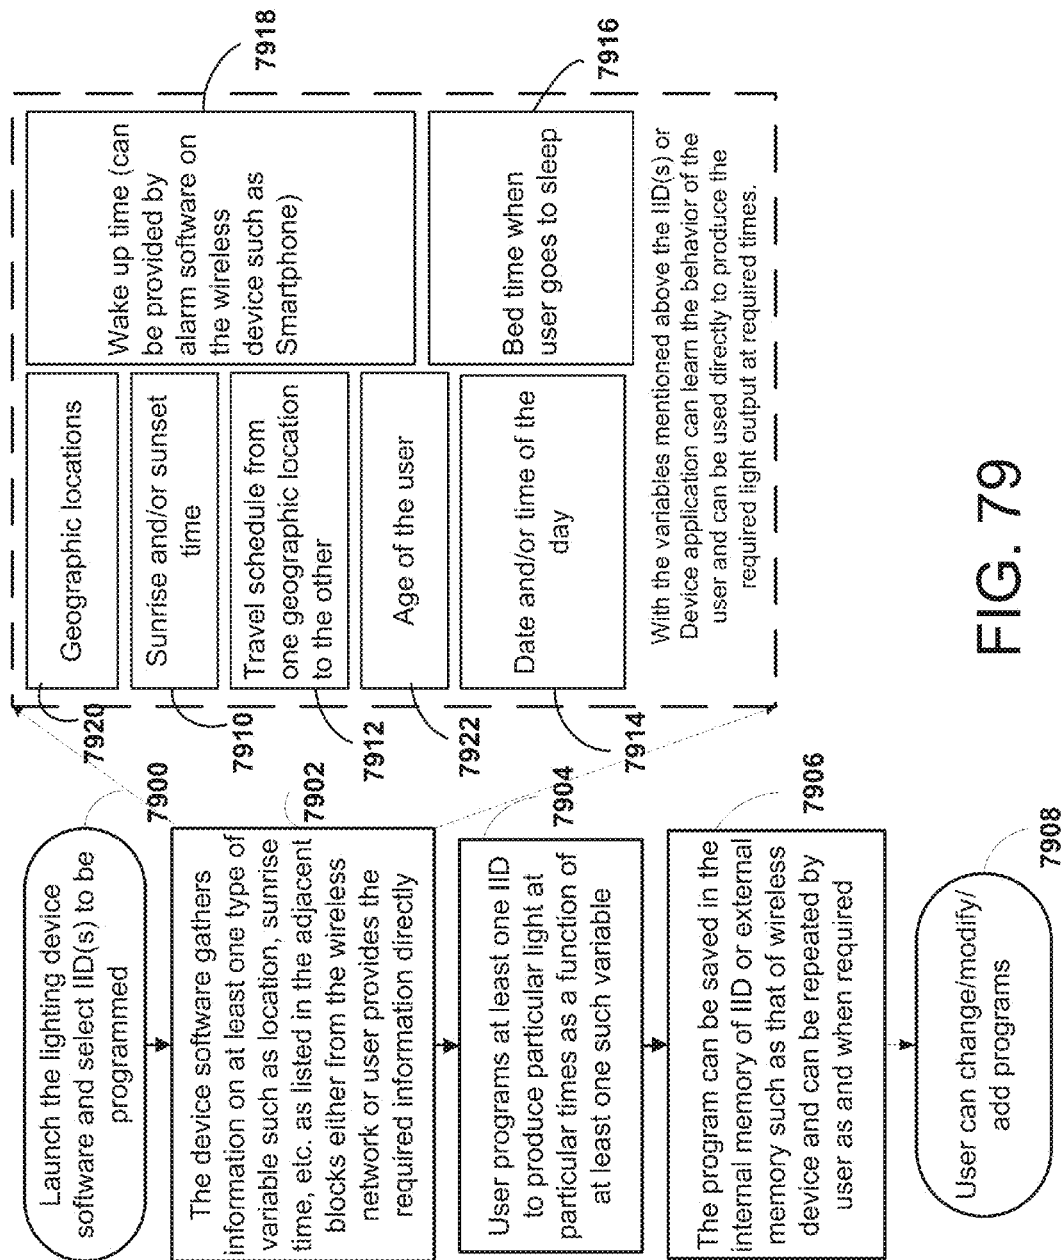 Launch the lighting device
software and select IID(s) to be
programmed
7900
The device software gathers
information on at least one type of
variable such as location, sunrise
time, etc. as listed in the adjacent
blocks either from the wireless
network or user provides the
required information directly
7902
User programs at least one IID
to produce particular light at
particular times as a function of
at least one such variable
7904
The program can be saved in the
internal memory of IID or external
memory such as that of wireless
device and can be repeated by
user as and when required
7906
User can change/modify/
add programs
7908
Geographic locations
7920
Sunrise and/or sunset
time
7910
Travel schedule from
one geographic location
to the other
7912
Age of the user
7922
Date and/or time of the
day
7914
Wake up time (can
be provided by
alarm software on
the wireless
device such as
Smartphone)
7918
Bed time when
user goes to sleep
7916
With the variables mentioned above the IID(s) or
Device application can learn the behavior of the
user and can be used directly to produce the
required light output at required times.
FIG. 79